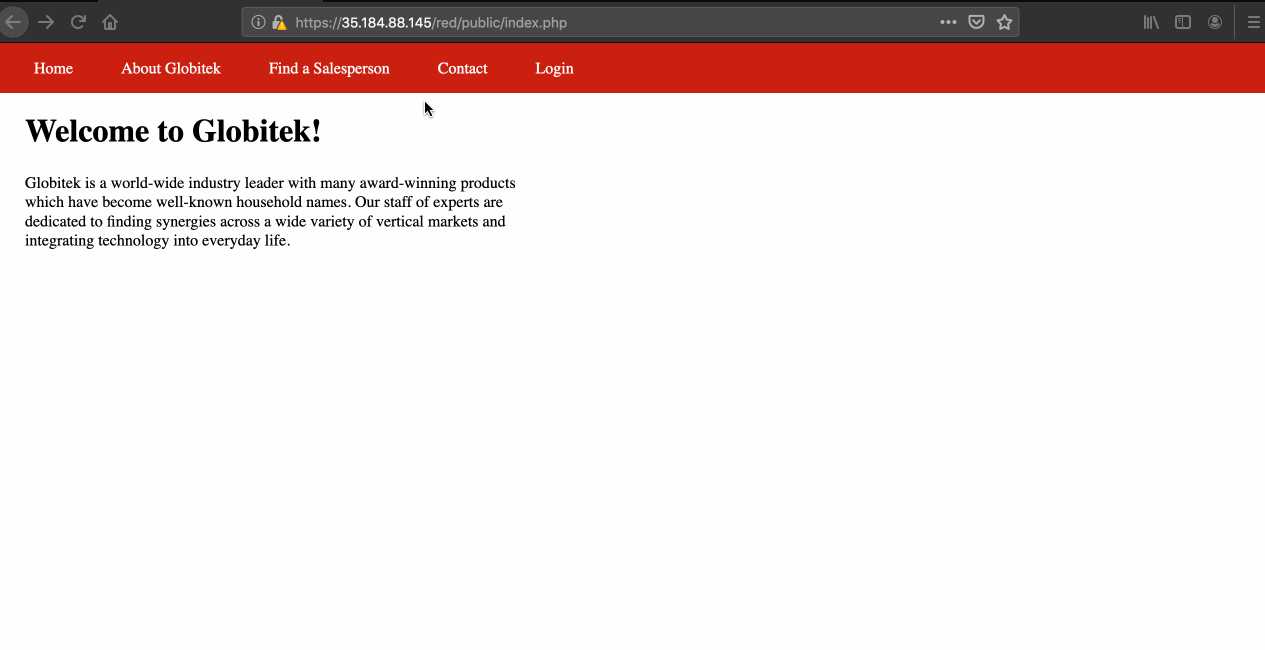 https://35.184.88.145/red/public/index.php
Home About Globitek Find a Salesperson Contact Login
Welcome to Globitek!
Globitek is a world-wide industry leader with many award-winning products
which have become well-known household names. Our staff of experts are
dedicated to finding synergies across a wide variety of vertical markets and
integrating technology into everyday life.